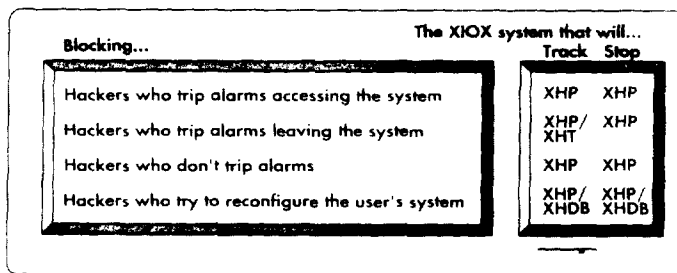 The XIOX system that will...
Blocking...
Track Stop
Hackers who trip alarms accessing the system XHP XHP
Hackers who trip alarms leaving the system XHP/ XHP
XHT
Hackers who don't trip alarms XHP XHP
Hackers who try to reconfigure the user's system XHP/ XHP/
XHDB XHDB